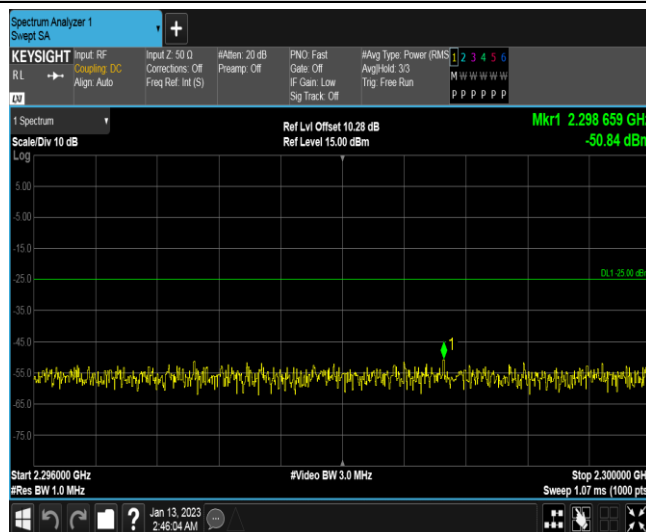 Spectrum Analyzer 1
Swept SA
+
KEYSIGHT Input: RF Input Z: 50 Ω #Atten: 20 dB PNO: Fast #Avg Type: Power (RMS 1 2 3 4 5 6
RL Coupling: DC Corrections: Off Preamp: Off Gate: Off Avg|Hold: 3/3 M W W W W W
Align: Auto Freq Ref: Int (S) IF Gain: Low Trig: Free Run
Sig Track: Off P P P P P P
LXI
1 Spectrum Ref Lvl Offset 10.28 dB Mkr1 2.298 659 GHz
Scale/Div 10 dB Ref Level 15.00 dBm -50.84 dBm
Log
5.00
-5.00
-15.0
-25.0 DL1 -25.00 dBm
-35.0
-45.0
1
-55.0
-65.0
-75.0
Start 2.296000 GHz #Video BW 3.0 MHz Stop 2.300000 GH
#Res BW 1.0 MHz Sweep 1.07 ms (1000 pts
? Jan 13, 2023
2:46:04 AM